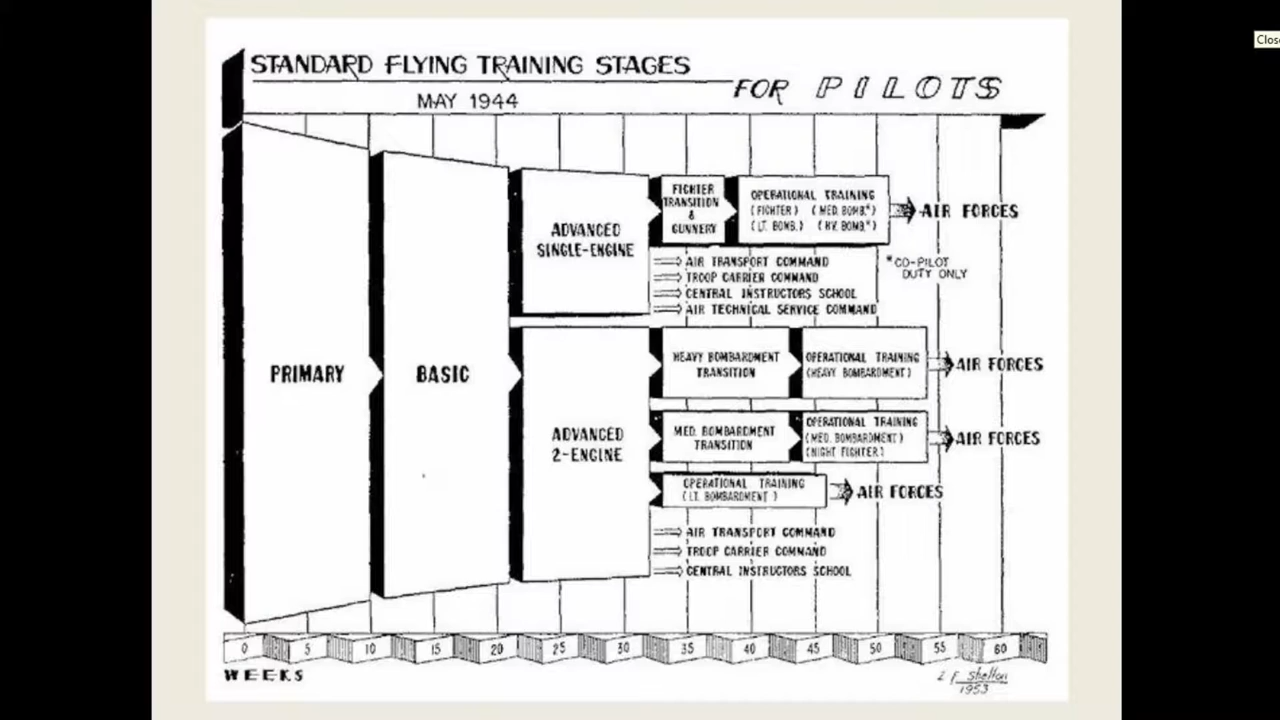 Close
STANDARD FLYING TRAINING STAGES
FOR PILOTS
MAY 1944
PRIMARY
BASIC
ADVANCED
SINGLE-ENGINE
FIGHTER
TRANSITION
&
GUNNERY
OPERATIONAL TRAINING
(FIGHTER) (MED. BOMB.*)
(LT. BOMB.) (HV. BOMB.*)
AIR FORCES
*CO-PILOT
DUTY ONLY
AIR TRANSPORT COMMAND
TROOP CARRIER COMMAND
CENTRAL INSTRUCTORS SCHOOL
AIR TECHNICAL SERVICE COMMAND
ADVANCED
2-ENGINE
HEAVY BOMBARDMENT
TRANSITION
OPERATIONAL TRAINING
(HEAVY BOMBARDMENT)
AIR FORCES
MED. BOMBARDMENT
TRANSITION
OPERATIONAL TRAINING
(MED. BOMBARDMENT)
(NIGHT FIGHTER)
AIR FORCES
OPERATIONAL TRAINING
(LT. BOMBARDMENT)
AIR FORCES
AIR TRANSPORT COMMAND
TROOP CARRIER COMMAND
CENTRAL INSTRUCTORS SCHOOL
0 5 10 15 20 25 30 35 40 45 50 55 60
WEEKS
Shelton
1953